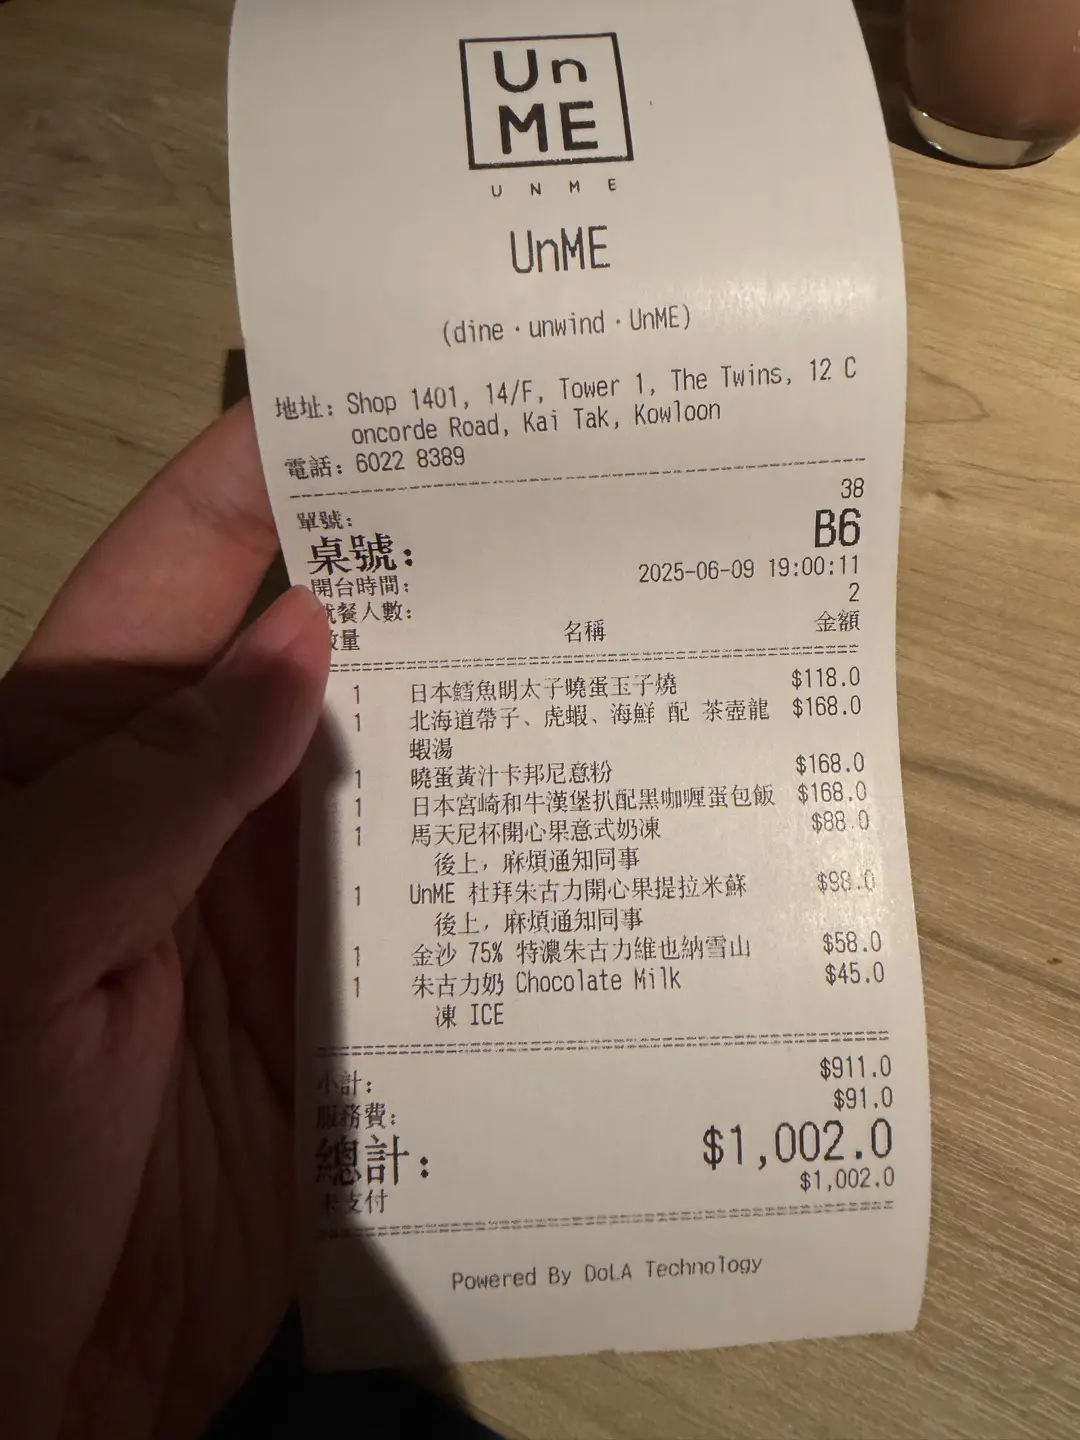 Un
ME
UNME
UnME
(dine · unwind · UnME)
地址: Shop 1401, 14/F, Tower 1, The Twins, 12 C
oncorde Road, Kai Tak, Kowloon
電話: 6022 8389
單號: 38
桌號: B6
開台時間: 2025-06-09 19:00:11
就餐人數: 2
數量 名稱 金額
1 日本鱈魚明太子曉蛋玉子燒 $118.0
1 北海道帶子、虎蝦、海鮮 配 茶壺龍 $168.0
蝦湯
1 曉蛋黃汁卡邦尼意粉 $168.0
1 日本宮崎和牛漢堡扒配黑咖喱蛋包飯 $168.0
1 馬天尼杯開心果意式奶凍 $88.0
後上，麻煩通知同事
1 UnME 杜拜朱古力開心果提拉米蘇 $98.0
後上，麻煩通知同事
1 金沙 75% 特濃朱古力維也納雪山 $58.0
1 朱古力奶 Chocolate Milk $45.0
凍 ICE
小計: $911.0
服務費: $91.0
總計: $1,002.0
未支付 $1,002.0
Powered By DoLA Technology